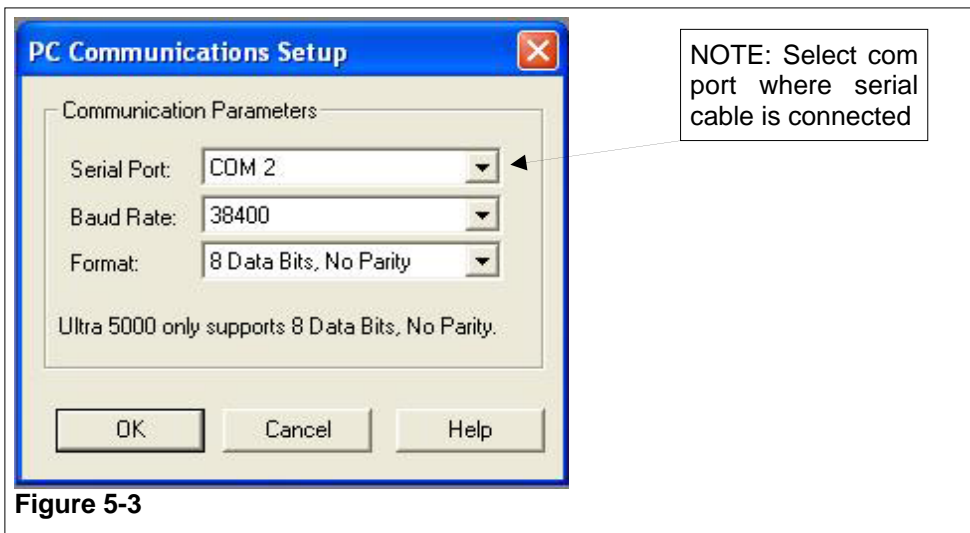 PC Communications Setup
Communication Parameters
Serial Port: COM 2
Baud Rate: 38400
Format: 8 Data Bits, No Parity
Ultra 5000 only supports 8 Data Bits, No Parity.
OK Cancel Help
NOTE: Select com
port where serial
cable is connected
Figure 5-3